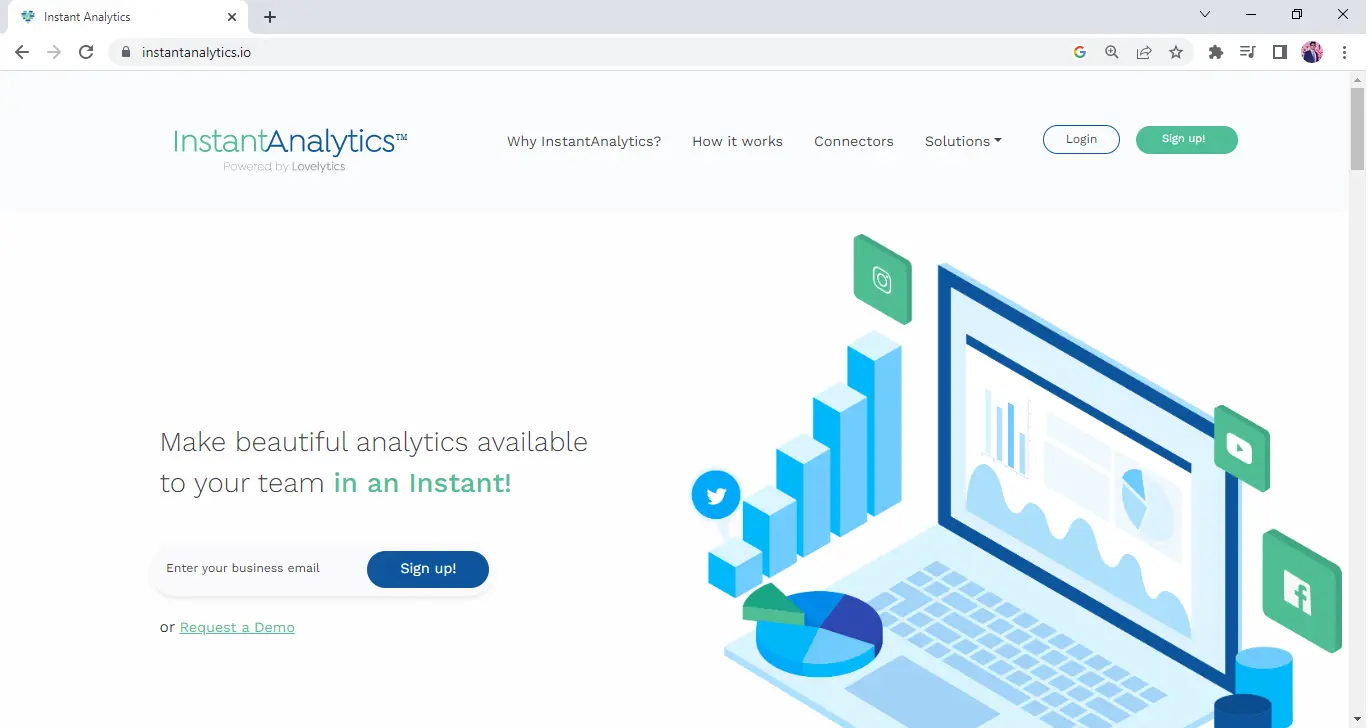 Instant Analytics
instantanalytics.io
InstantAnalytics™
Powered by Lovelytics
Why InstantAnalytics?
How it works
Connectors
Solutions
Login
Sign up!
Make beautiful analytics available
to your team in an Instant!
Enter your business email
Sign up!
or Request a Demo